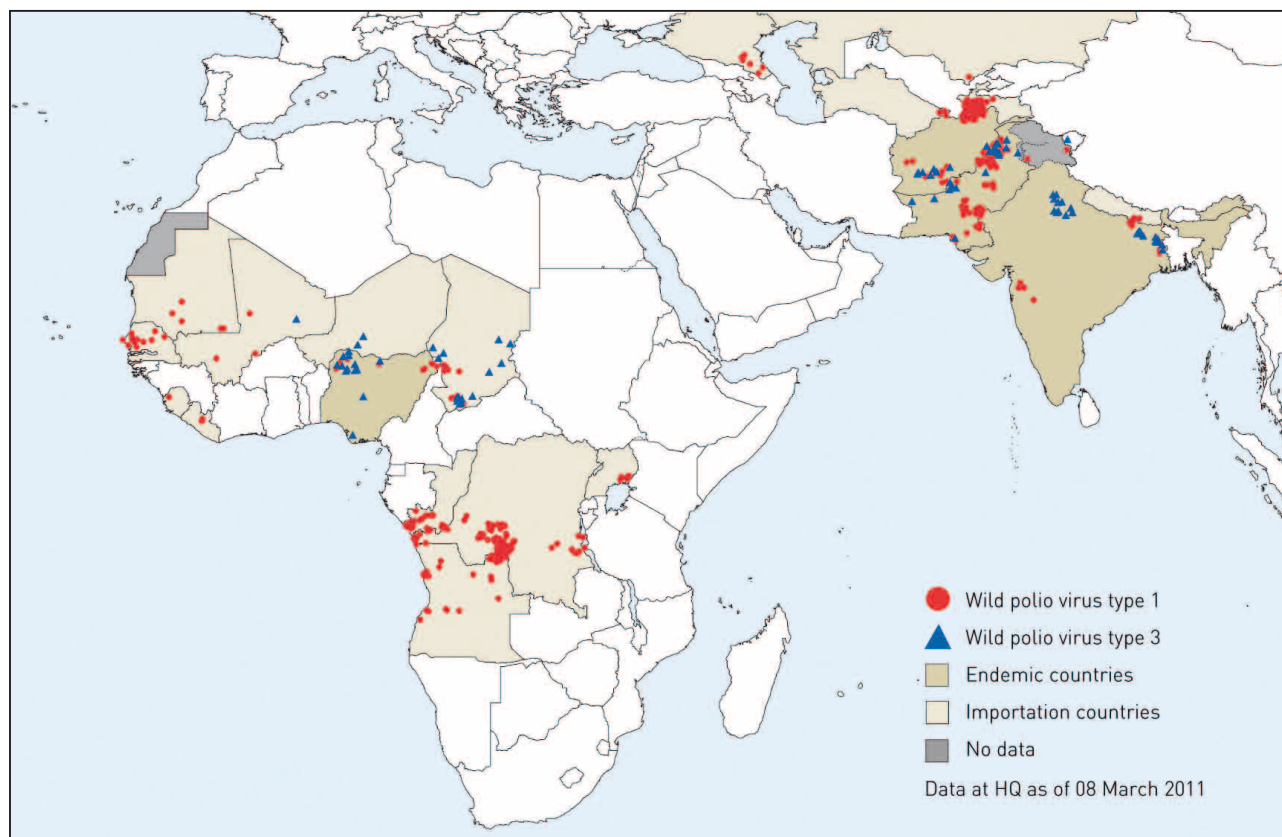 Wild polio virus type 1
Wild polio virus type 3
Endemic countries
Importation countries
No data
Data at HQ as of 08 March 2011